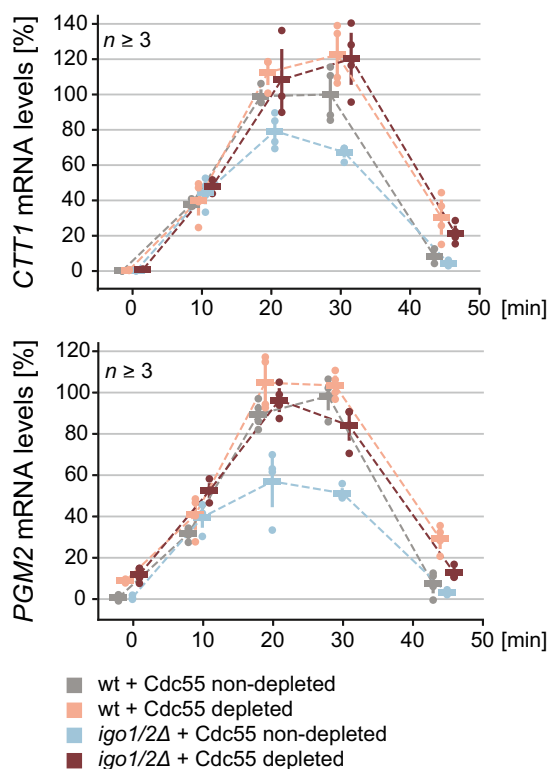 CTT1 mRNA levels [%]
140
120
100
80
60
40
20
0
n ≥ 3
0 10 20 30 40 50 [min]
PGM2 mRNA levels [%]
120
100
80
60
40
20
0
n ≥ 3
0 10 20 30 40 50 [min]
wt + Cdc55 non-depleted
wt + Cdc55 depleted
igo1/2Δ + Cdc55 non-depleted
igo1/2Δ + Cdc55 depleted